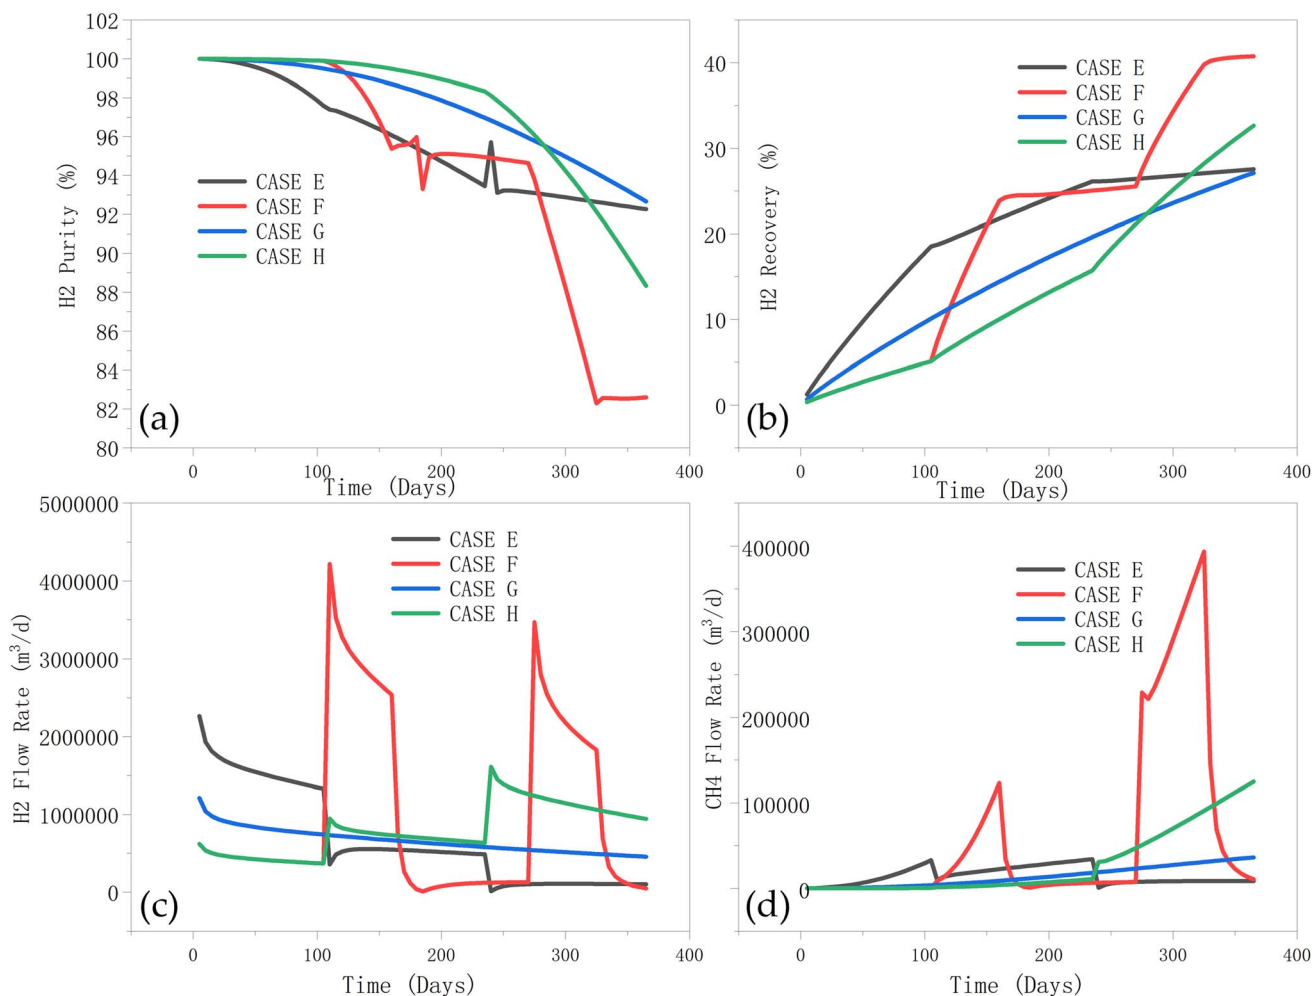 102
100
98
96
94
92
90
88
86
84
82
80
H2 Purity (%)
CASE E
CASE F
CASE G
CASE H
(a)
0
100
200
300
400
Time (Days)
40
30
20
10
0
H2 Recovery (%)
CASE E
CASE F
CASE G
CASE H
(b)
0
100
200
300
400
Time (Days)
5000000
4000000
3000000
2000000
1000000
0
H2 Flow Rate (m³/d)
CASE E
CASE F
CASE G
CASE H
(c)
0
100
200
300
400
Time (Days)
400000
300000
200000
100000
0
CH4 Flow Rate (m³/d)
CASE E
CASE F
CASE G
CASE H
(d)
0
100
200
300
400
Time (Days)